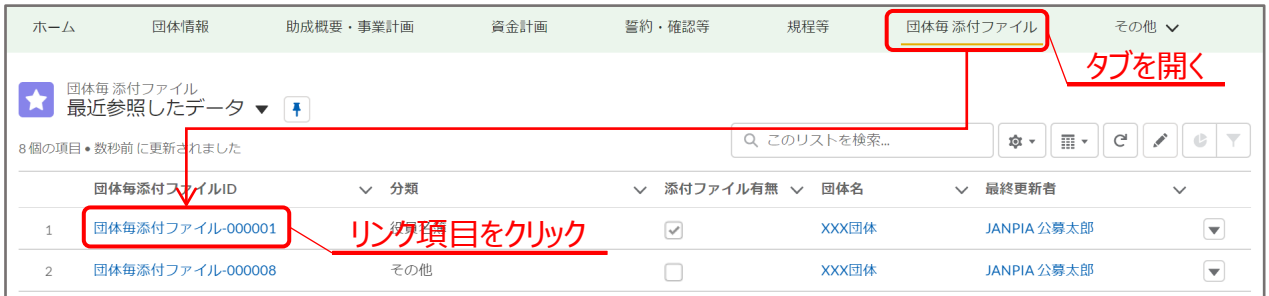 ホーム 団体情報 助成概要・事業計画 資金計画 誓約・確認等 規程等 団体毎 添付ファイル その他
タブを開く
団体毎 添付ファイル
最近参照したデータ
このリストを検索...
8 個の項目 • 数秒前 に更新されました
団体毎添付ファイルID 分類 添付ファイル有無 団体名 最終更新者
1 団体毎添付ファイル-000001 XXX団体 JANPIA 公募太郎
リンク項目をクリック
2 団体毎添付ファイル-000008 その他 XXX団体 JANPIA 公募太郎